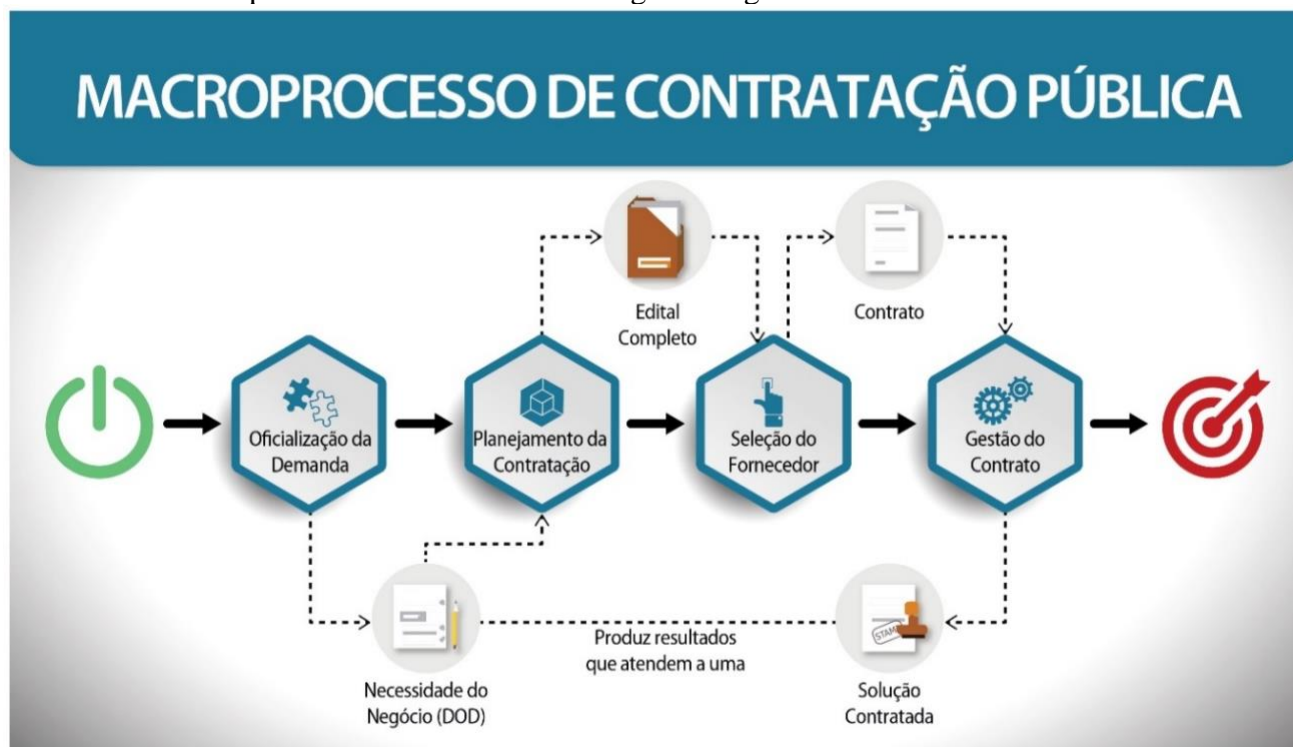 MACROPROCESSO DE CONTRATAÇÃO PÚBLICA
Edital
Completo
Contrato
Oficialização da
Demanda
Planejamento da
Contratação
Seleção do
Fornecedor
Gestão do
Contrato
Produz resultados
que atendem a uma
STAMP
Necessidade do
Negócio (DOD)
Solução
Contratada